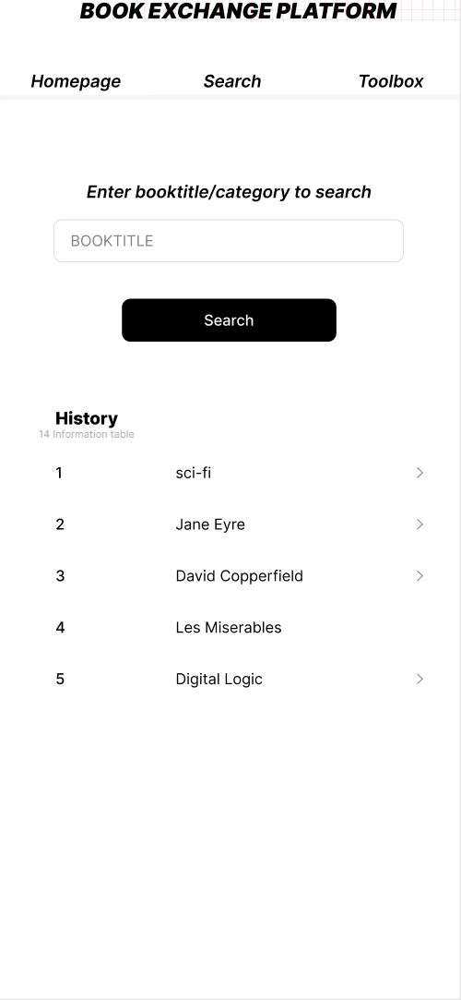 BOOK EXCHANGE PLATFORM
Homepage Search Toolbox
Enter booktitle/category to search
BOOKTITLE
Search
History
14 Information table
1 sci-fi
2 Jane Eyre
3 David Copperfield
4 Les Miserables
5 Digital Logic